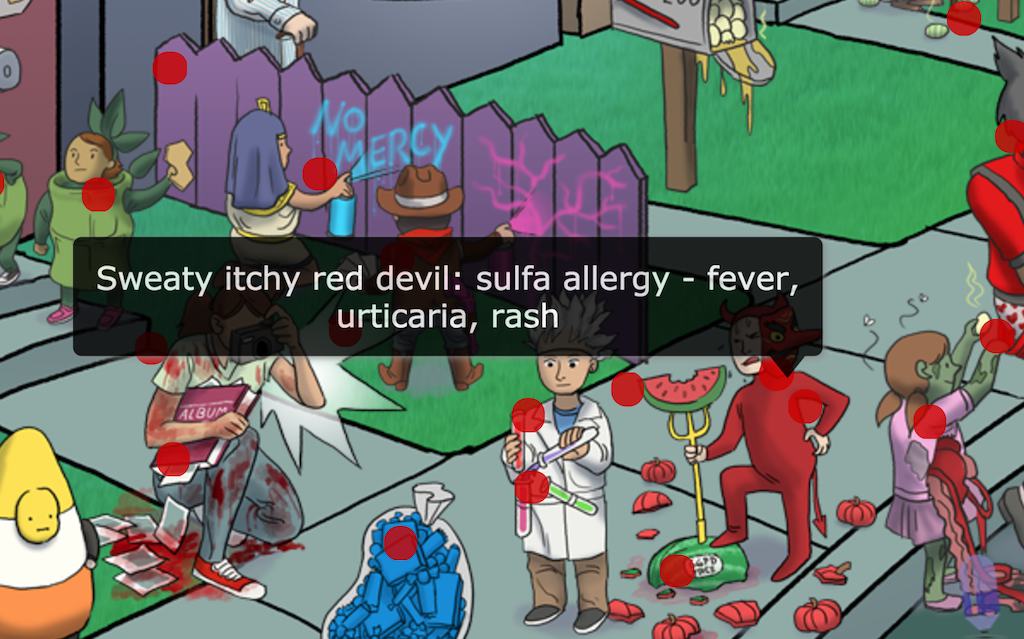 NO
MERCY
Sweaty itchy red devil: sulfa allergy - fever,
urticaria, rash
ALBUM